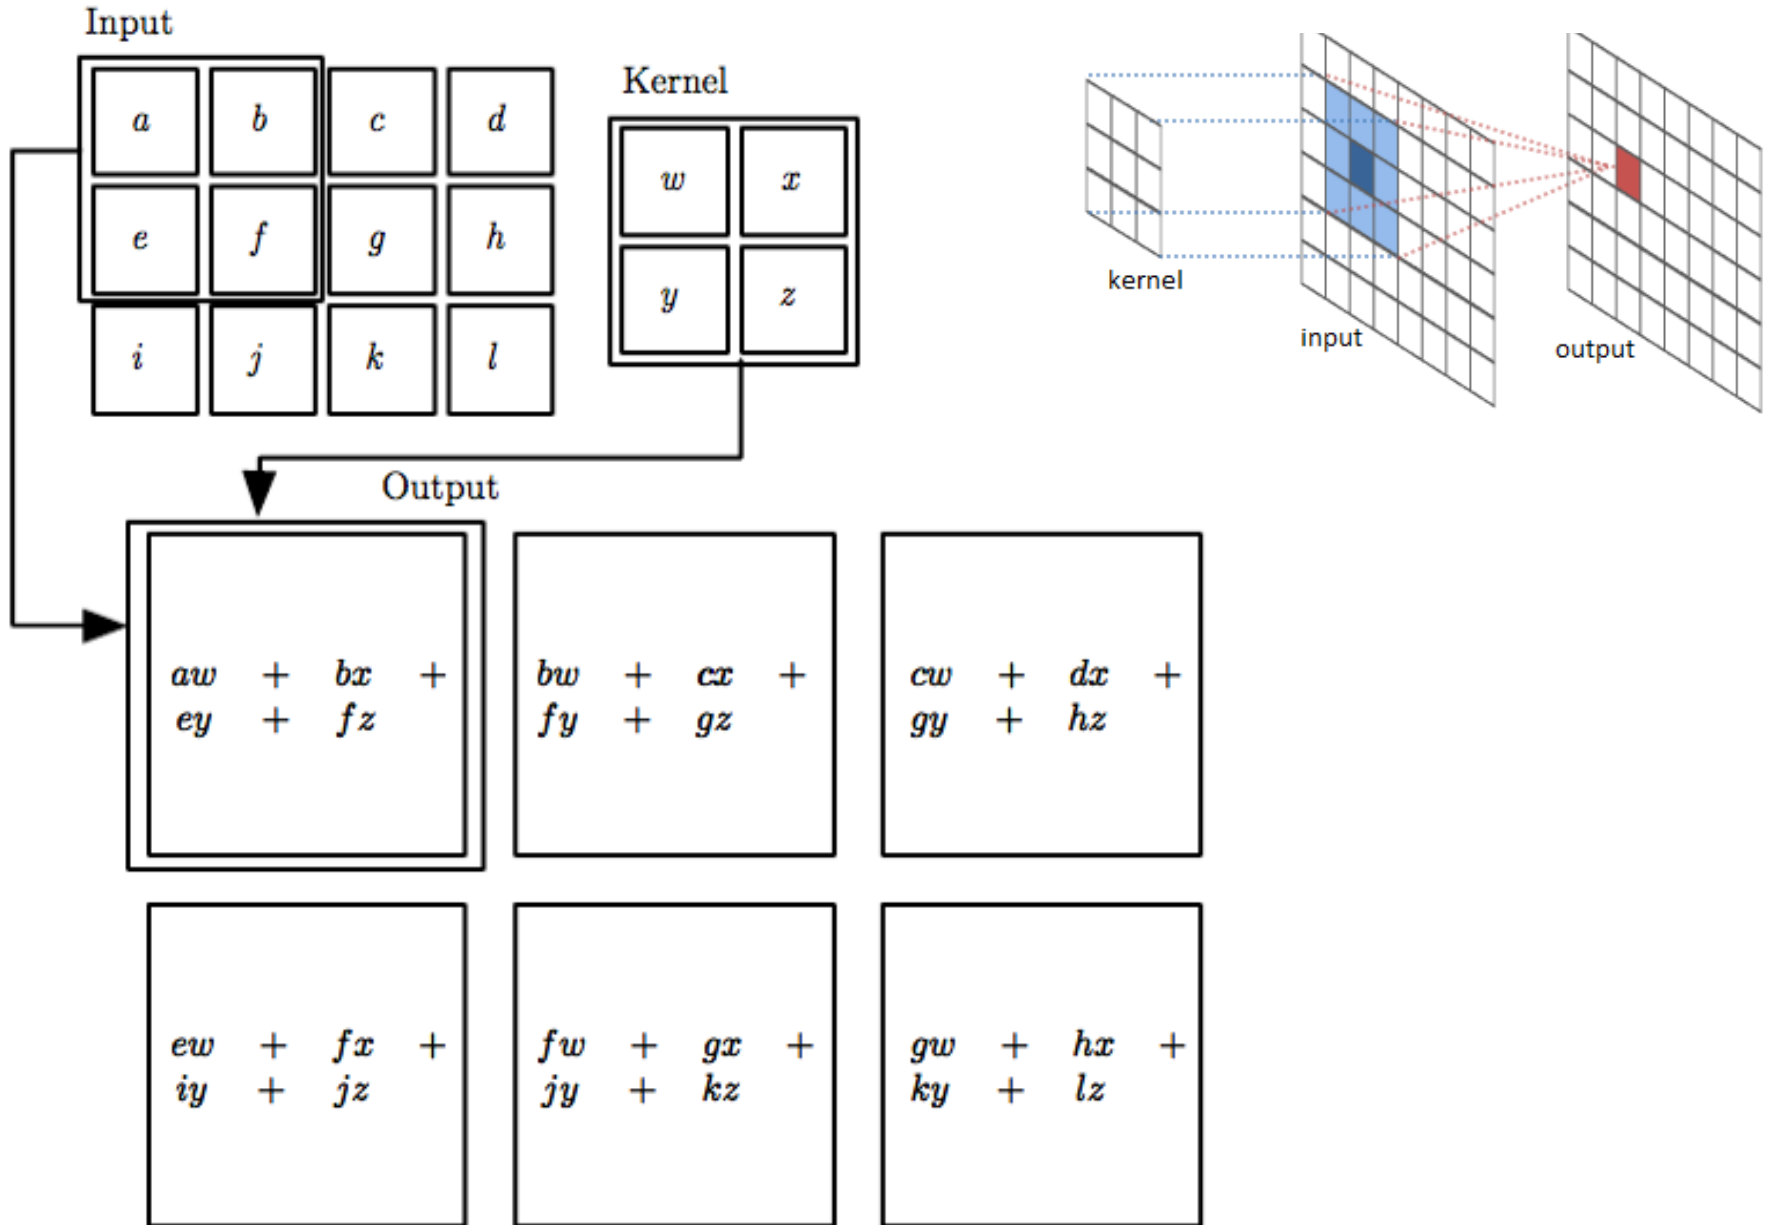 Input
a b c d
e f g h
i j k l
Kernel
w x
y z
kernel
input
output
Output
aw + bx +
ey + fz
bw + cx +
fy + gz
cw + dx +
gy + hz
ew + fx +
iy + jz
fw + gx +
jy + kz
gw + hx +
ky + lz